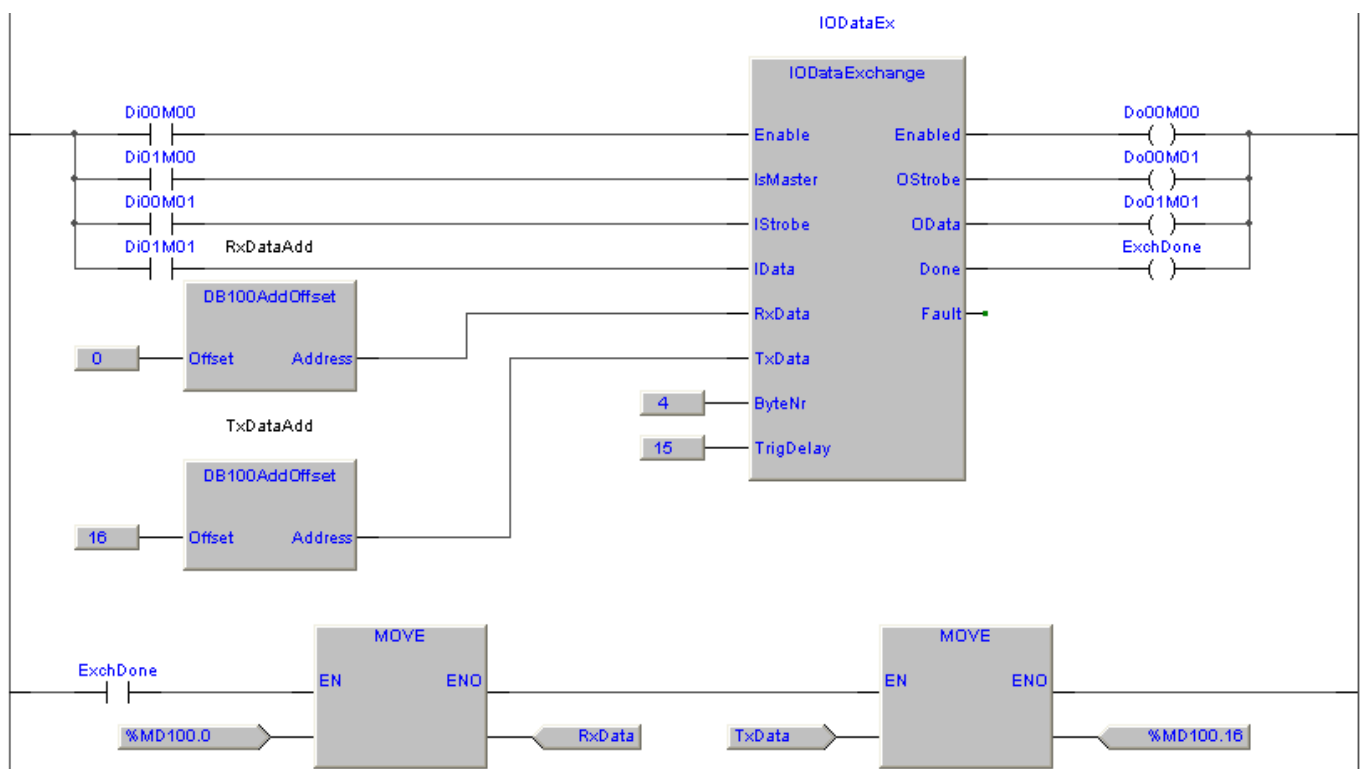 IODataEx
IODataExchange
Di00M00
Enable
Enabled
Do00M00
Di01M00
IsMaster
OStrobe
Do00M01
Di00M01
IStrobe
OData
Do01M01
Di01M01
RxDataAdd
IData
Done
ExchDone
DB100AddOffset
RxData
Fault
0
Offset
Address
TxData
4
ByteNr
TxDataAdd
15
TrigDelay
DB100AddOffset
16
Offset
Address
MOVE
MOVE
ExchDone
EN
ENO
EN
ENO
%MD100.0
RxData
TxData
%MD100.16